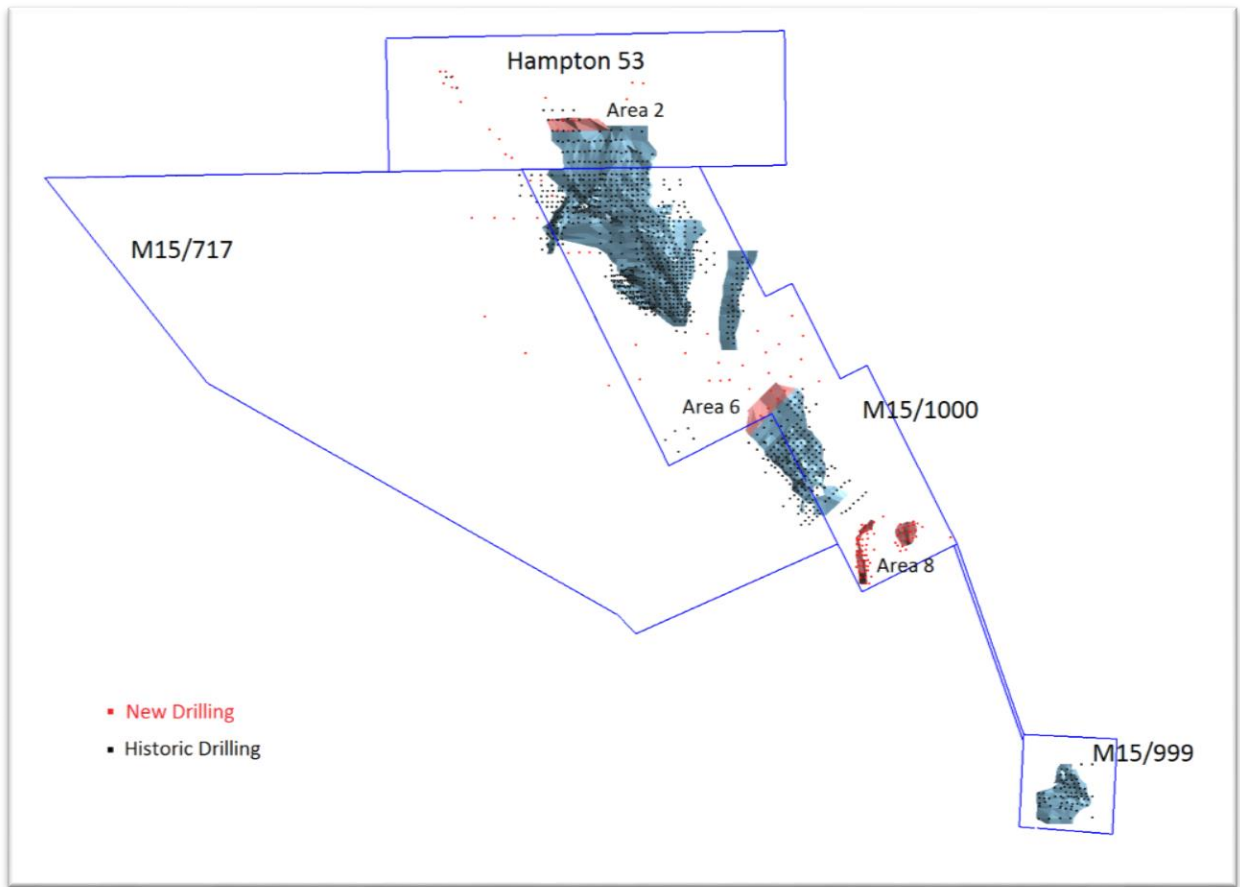 Hampton 53
Area 2
M15/717
Area 6
M15/1000
Area 8
New Drilling
Historic Drilling
M15/999